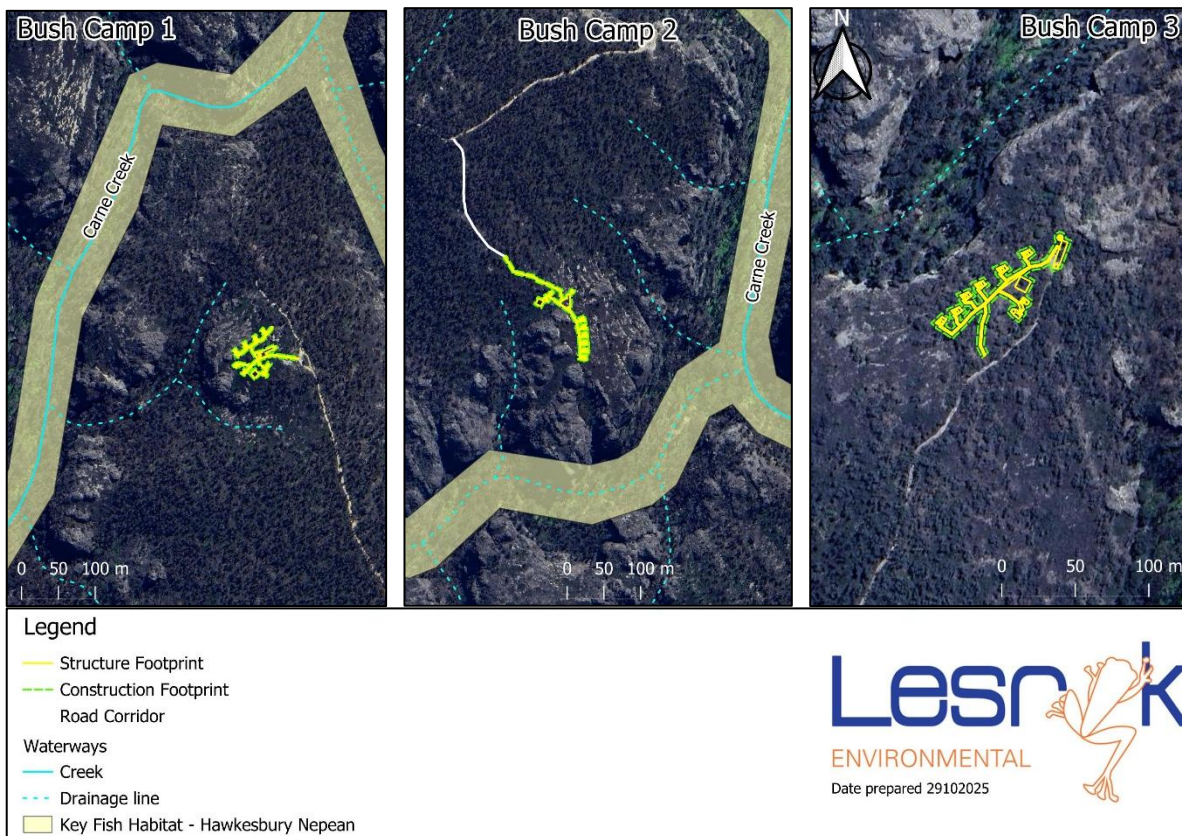 Bush Camp 1
Bush Camp 2
N
Bush Camp 3
Carne Creek
Carne Creek
0 50 100 m
0 50 100 m
0 50 100 m
Legend
Structure Footprint
Construction Footprint
Road Corridor
Waterways
Creek
Drainage line
Key Fish Habitat - Hawkesbury Nepean
Lesryk
ENVIRONMENTAL
Date prepared 29102025